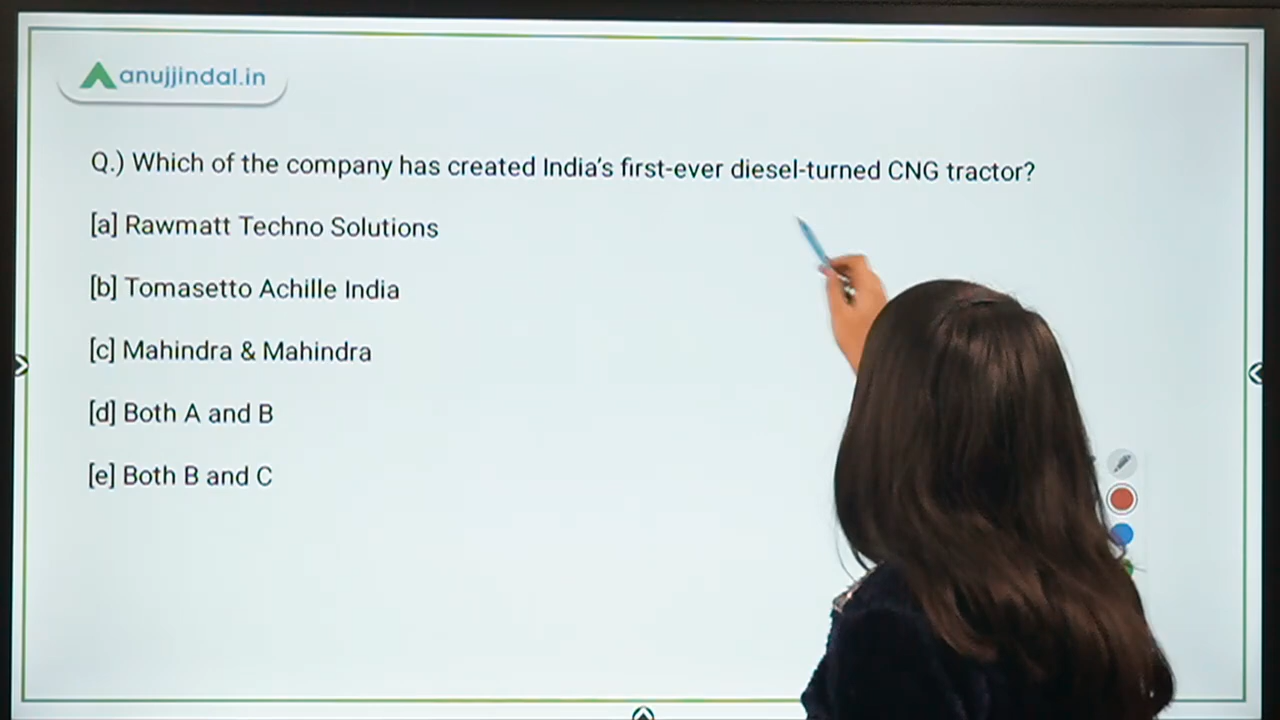 anujjindal.in
Q.) Which of the company has created India's first-ever diesel-turned CNG tractor?
[a] Rawmatt Techno Solutions
[b] Tomasetto Achille India
[c] Mahindra & Mahindra
[d] Both A and B
[e] Both B and C